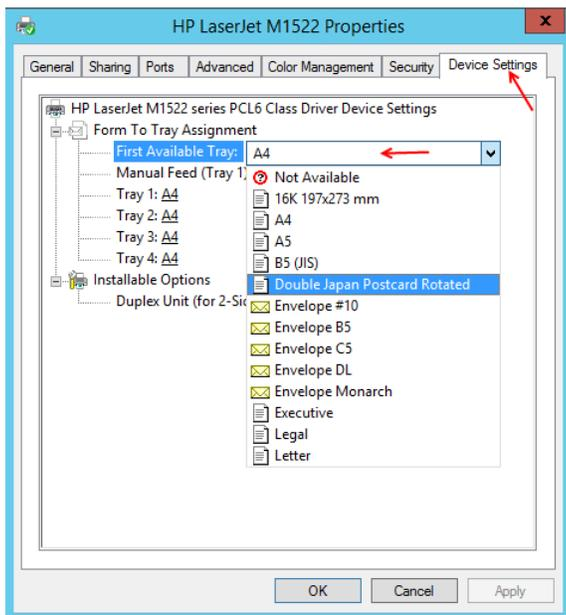 HP LaserJet M1522 Properties
x
General Sharing Ports Advanced Color Management Security Device Settings
HP LaserJet M1522 series PCL6 Class Driver Device Settings
Form To Tray Assignment
First Available Tray: A4
Manual Feed (Tray 1)
Not Available
Tray 1: A4
16K 197x273 mm
Tray 2: A4
A4
Tray 3: A4
A5
Tray 4: A4
B5 (JIS)
Installable Options
Double Japan Postcard Rotated
Duplex Unit (for 2-Sid
Envelope #10
Envelope B5
Envelope C5
Envelope DL
Envelope Monarch
Executive
Legal
Letter
OK Cancel Apply